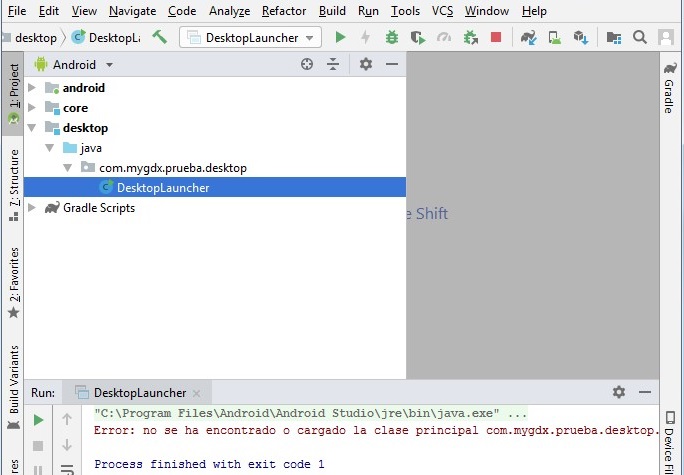 File Edit View Navigate Code Analyze Refactor Build Run Tools VCS Window Help
desktop DesktopL DesktopLauncher
1: Project
Android
android
core
desktop
java
com.mygdx.prueba.desktop
DesktopLauncher
Gradle Scripts
e Shift
Gradle
7: Structure
2: Favorites
Build Variants
Run: DesktopLauncher
"C:\Program Files\Android\Android Studio\jre\bin\java.exe" ...
Error: no se ha encontrado o cargado la clase principal com.mygdx.prueba.desktop.
Process finished with exit code 1
Device Fi